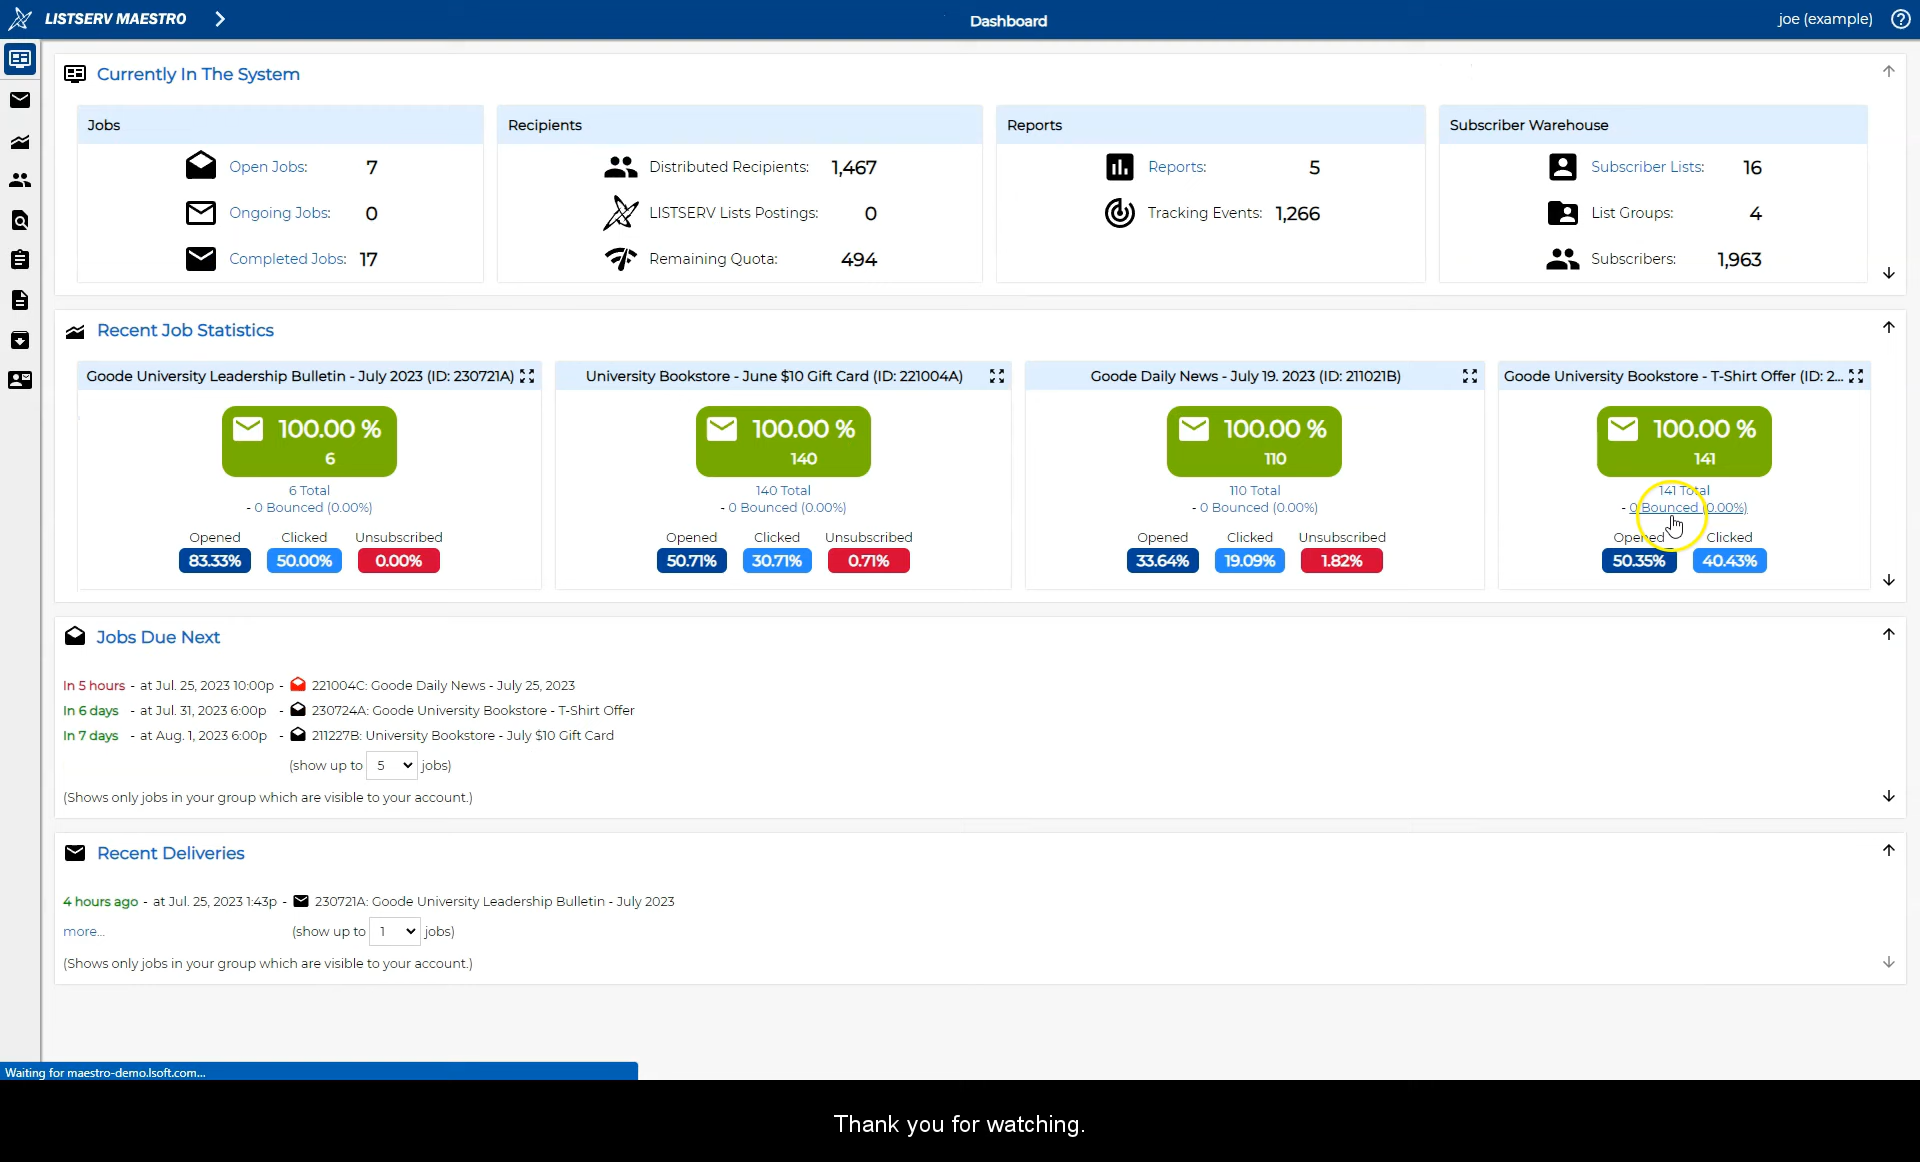 LISTSERV MAESTRO
Dashboard
joe (example)
Currently In The System
Jobs
Open Jobs: 7
Ongoing Jobs: 0
Completed Jobs: 17
Recipients
Distributed Recipients: 1,467
LISTSERV Lists Postings: 0
Remaining Quota: 494
Reports
Reports: 5
Tracking Events: 1,266
Subscriber Warehouse
Subscriber Lists: 16
List Groups: 4
Subscribers: 1,963
Recent Job Statistics
Goode University Leadership Bulletin - July 2023 (ID: 230721A)
100.00 %
6
6 Total
- 0 Bounced (0.00%)
Opened Clicked Unsubscribed
83.33% 50.00% 0.00%
University Bookstore - June $10 Gift Card (ID: 221004A)
100.00 %
140
140 Total
- 0 Bounced (0.00%)
Opened Clicked Unsubscribed
50.71% 30.71% 0.71%
Goode Daily News - July 19. 2023 (ID: 211021B)
100.00 %
110
110 Total
- 0 Bounced (0.00%)
Opened Clicked Unsubscribed
33.64% 19.09% 1.82%
Goode University Bookstore - T-Shirt Offer (ID: 2...
100.00 %
141
141 Total
- 0 Bounced (0.00%)
Opened Clicked
50.35% 40.43%
Jobs Due Next
In 5 hours - at Jul. 25, 2023 10:00p - 221004C: Goode Daily News - July 25, 2023
In 6 days - at Jul. 31, 2023 6:00p - 230724A: Goode University Bookstore - T-Shirt Offer
In 7 days - at Aug. 1, 2023 6:00p - 211227B: University Bookstore - July $10 Gift Card
(show up to 5 jobs)
(Shows only jobs in your group which are visible to your account.)
Recent Deliveries
4 hours ago - at Jul. 25, 2023 1:43p - 230721A: Goode University Leadership Bulletin - July 2023
more... (show up to 1 jobs)
(Shows only jobs in your group which are visible to your account.)
Waiting for maestro-demo.lsoft.com...
Thank you for watching.